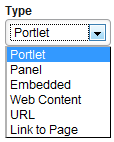 Type
Portlet
Portlet
Panel
Embedded
Web Content
URL
Link to Page